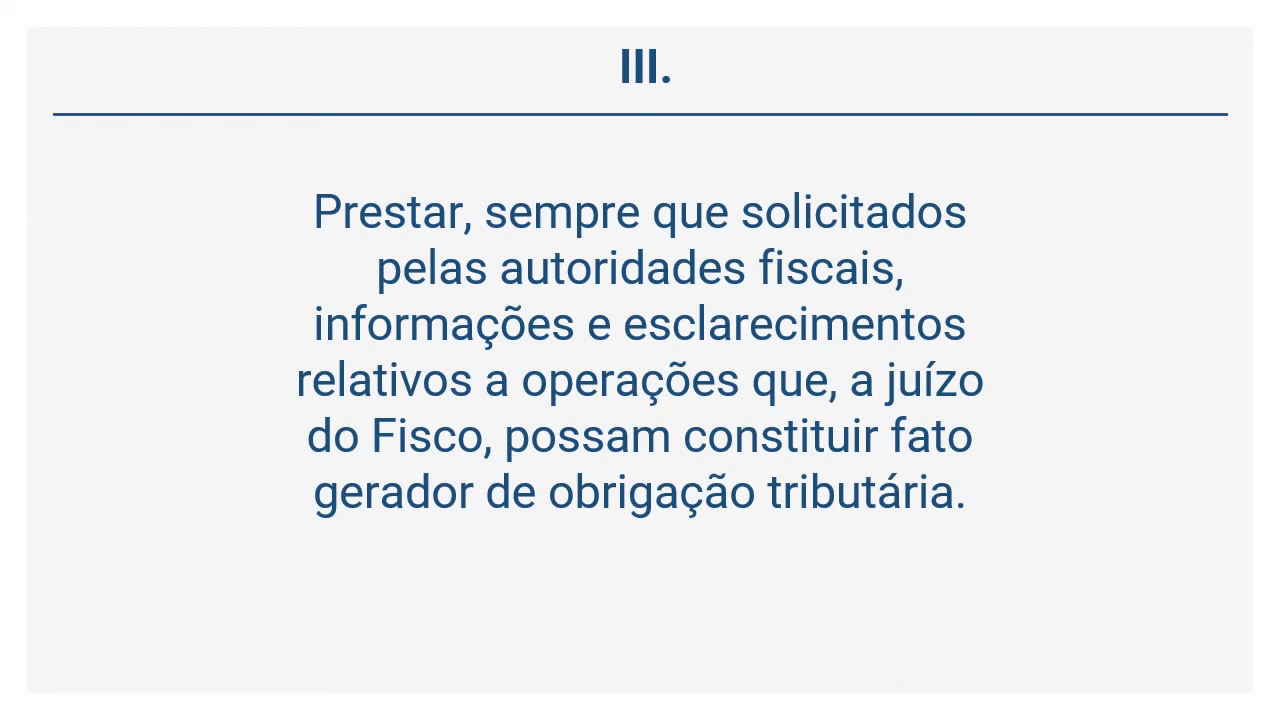 III.
Prestar, sempre que solicitados
pelas autoridades fiscais,
informações e esclarecimentos
relativos a operações que, a juízo
do Fisco, possam constituir fato
gerador de obrigação tributária.